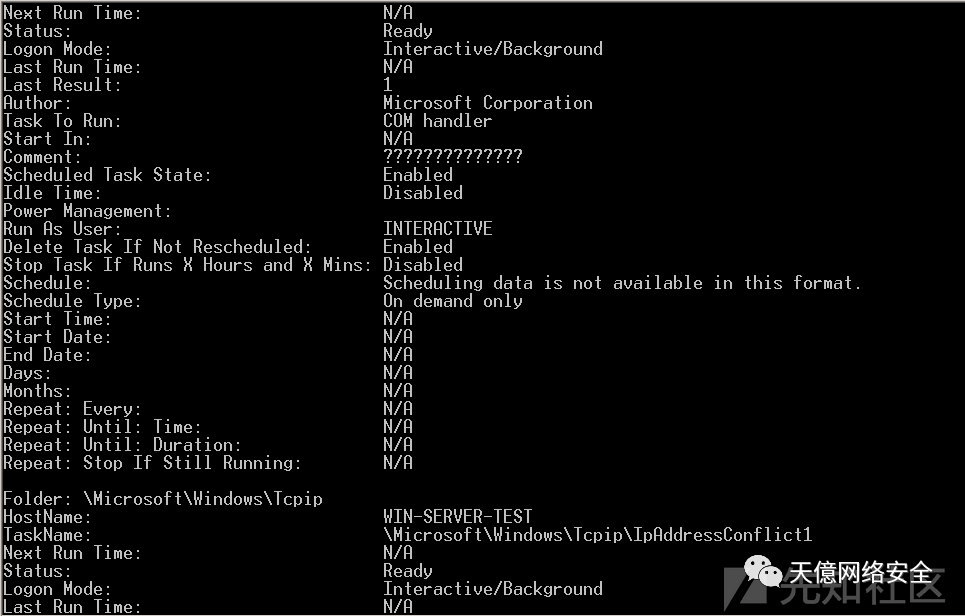 Next Run Time: N/A
Status: Ready
Logon Mode: Interactive/Background
Last Run Time: N/A
Last Result: 1
Author: Microsoft Corporation
Task To Run: COM handler
Start In: N/A
Comment: ??????????????
Scheduled Task State: Enabled
Idle Time: Disabled
Power Management:
Run As User: INTERACTIVE
Delete Task If Not Rescheduled: Enabled
Stop Task If Runs X Hours and X Mins: Disabled
Schedule: Scheduling data is not available in this format.
Schedule Type: On demand only
Start Time: N/A
Start Date: N/A
End Date: N/A
Days: N/A
Months: N/A
Repeat: Every: N/A
Repeat: Until: Time: N/A
Repeat: Until: Duration: N/A
Repeat: Stop If Still Running: N/A
Folder: \Microsoft\Windows\Tcpip
HostName: WIN-SERVER-TEST
TaskName: \Microsoft\Windows\Tcpip\IpAddressConflict1
Next Run Time: N/A
Status: Ready
Logon Mode: Interactive/Background
Last Run Time: N/A
天億网络安全
先知社区